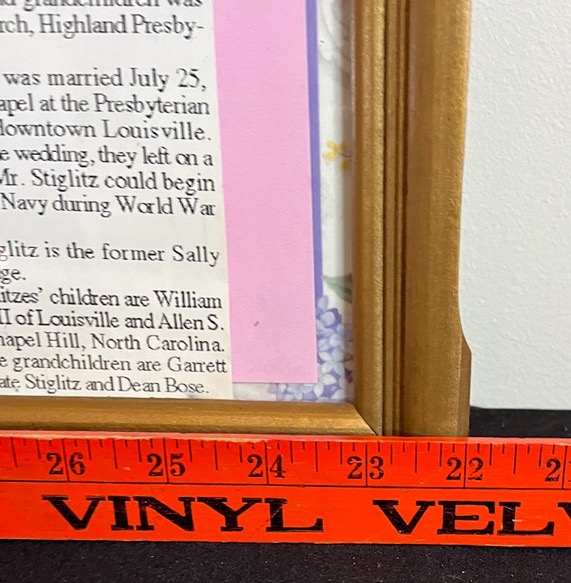 rch, Highland Presby-
was married July 25,
apel at the Presbyterian
downtown Louisville.
e wedding, they left on a
Mr. Stiglitz could begin
Navy during World War
glitz is the former Sally
ge.
itzes' children are William
II of Louisville and Allen S.
hapel Hill, North Carolina.
e grandchildren are Garrett
ate Stiglitz and Dean Bose.
26 25 24 23 22 2
VINYL VEL